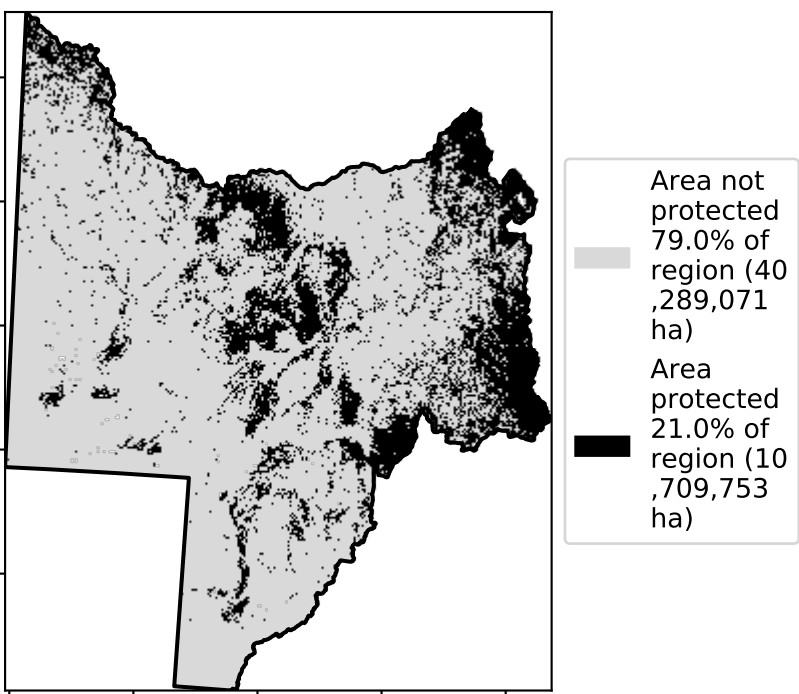 Area not
protected
79.0% of
region (40
,289,071
ha)
Area
protected
21.0% of
region (10
,709,753
ha)